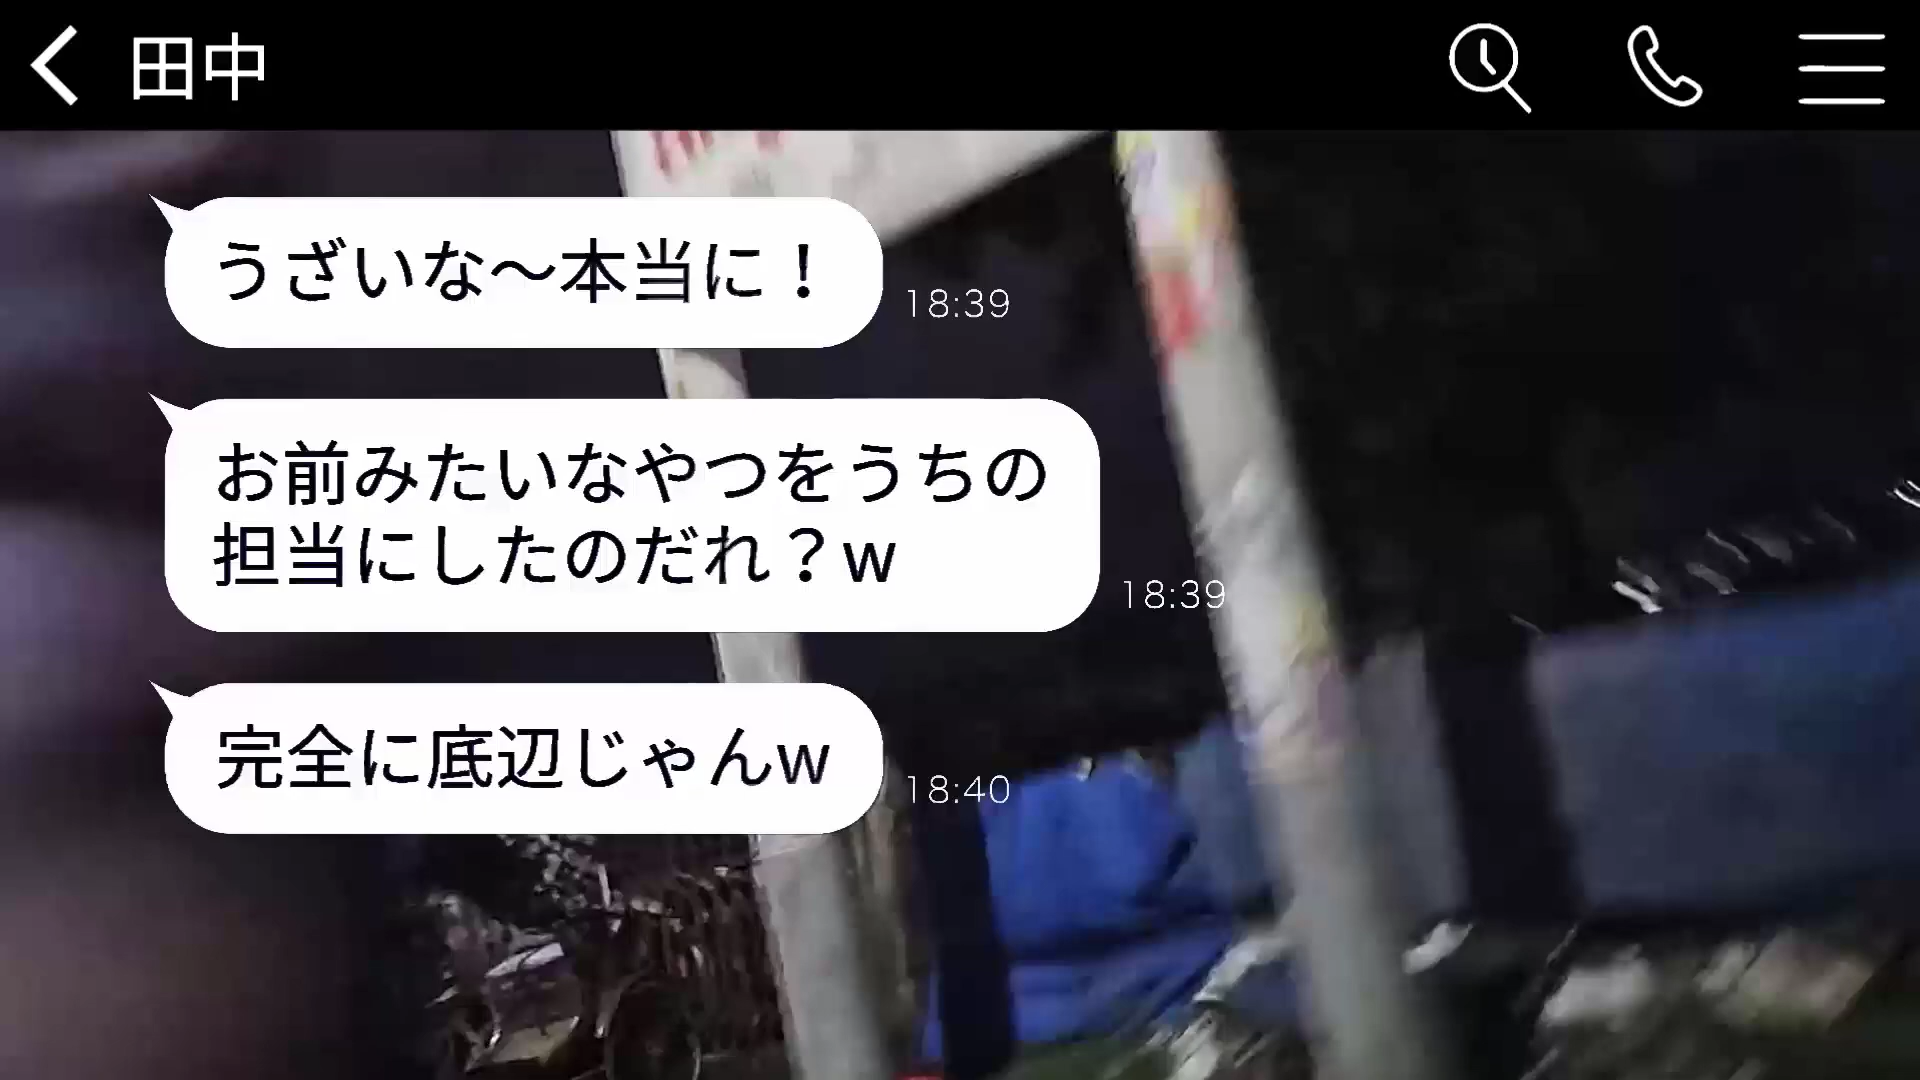 田中
うざいな～本当に！
18:39
お前みたいなやつをうちの
担当にしたのだれ？w
18:39
完全に底辺じゃんw
18:40